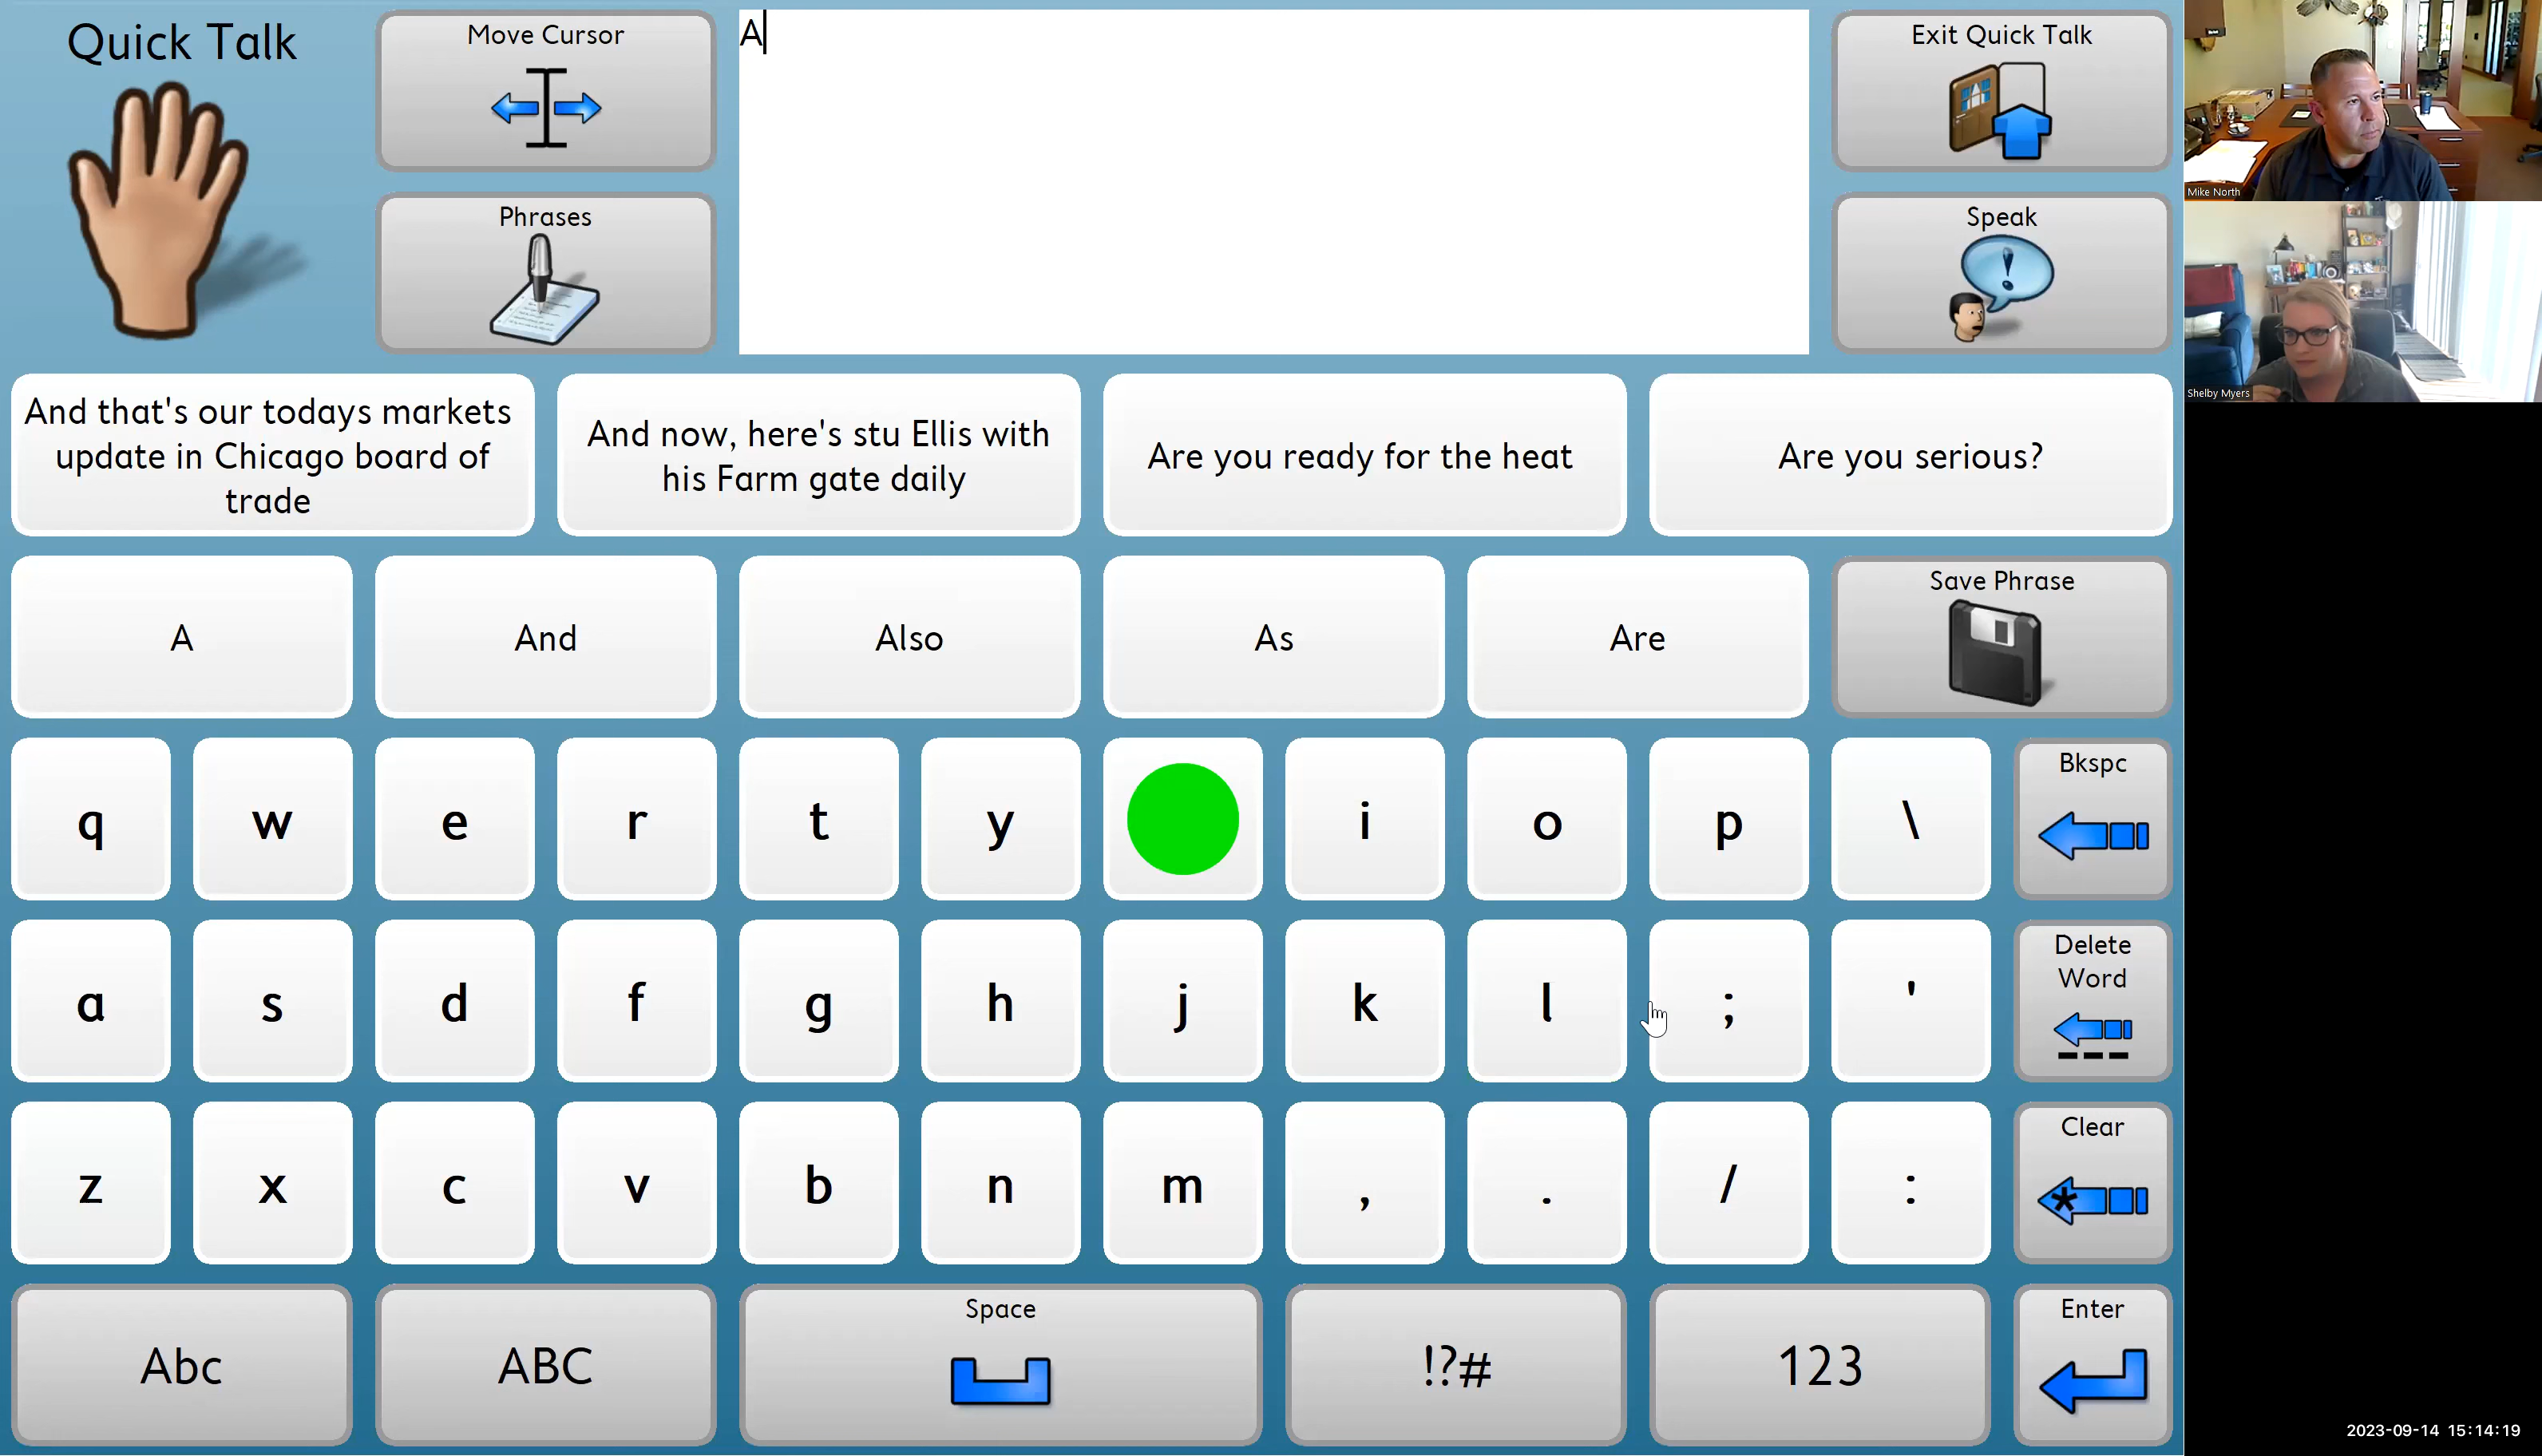 Quick Talk
Move Cursor
A
Exit Quick Talk
Phrases
Speak
Mike North
Shelby Myers
And that's our todays markets
update in Chicago board of
trade
And now, here's stu Ellis with
his Farm gate daily
Are you ready for the heat
Are you serious?
A
And
Also
As
Are
Save Phrase
q w e r t y i o p \
Bkspc
a s d f g h j k l ; '
Delete
Word
z x c v b n m , . / :
Clear
Abc
ABC
Space
!?#
123
Enter
2023-09-14 15:14:19